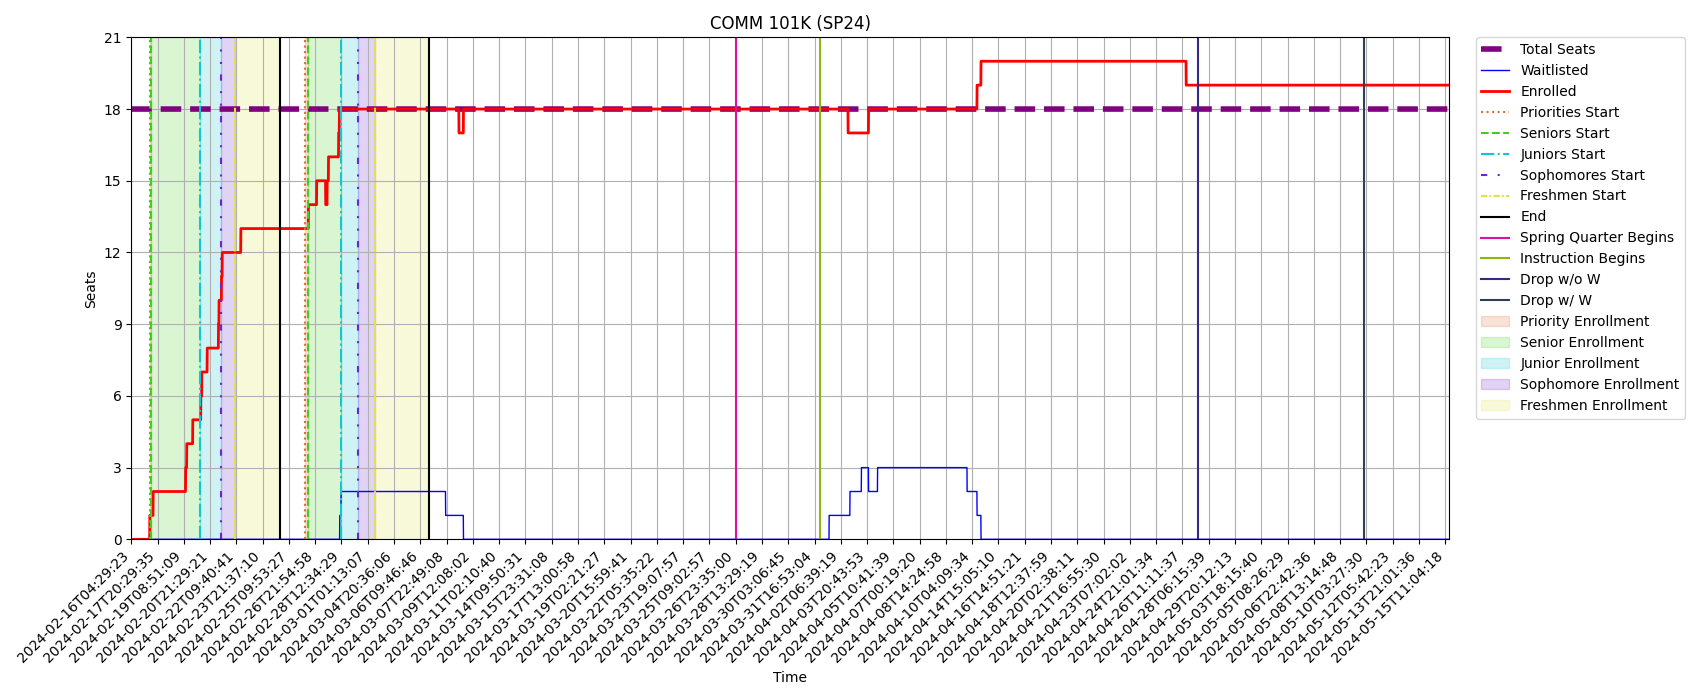 COMM 101K (SP24)
Seats
21
18
15
12
9
6
3
0
2024-02-16T04:29:23
2024-02-17T20:29:35
2024-02-19T08:51:09
2024-02-20T21:29:21
2024-02-22T09:40:41
2024-02-23T21:37:10
2024-02-25T09:53:27
2024-02-26T21:54:58
2024-02-28T12:34:29
2024-03-01T01:13:07
2024-03-04T20:36:06
2024-03-06T09:46:46
2024-03-07T22:49:08
2024-03-09T12:08:02
2024-03-11T02:10:40
2024-03-14T09:50:31
2024-03-15T23:31:08
2024-03-17T13:00:58
2024-03-19T02:21:27
2024-03-20T15:59:41
2024-03-22T05:35:22
2024-03-23T19:07:57
2024-03-25T09:02:57
2024-03-26T23:35:00
2024-03-28T13:29:19
2024-03-30T03:06:45
2024-03-31T16:53:04
2024-04-02T06:39:19
2024-04-03T20:43:53
2024-04-05T10:41:39
2024-04-07T00:19:20
2024-04-08T14:24:58
2024-04-10T04:09:34
2024-04-14T15:05:10
2024-04-16T14:51:21
2024-04-18T12:37:59
2024-04-20T02:38:11
2024-04-21T16:55:30
2024-04-23T07:02:02
2024-04-24T21:01:34
2024-04-26T11:11:37
2024-04-28T06:15:39
2024-04-29T20:12:13
2024-05-03T18:15:40
2024-05-05T08:26:29
2024-05-06T22:42:36
2024-05-08T13:14:48
2024-05-10T03:27:30
2024-05-12T05:42:23
2024-05-13T21:01:36
2024-05-15T11:04:18
Time
Total Seats
Waitlisted
Enrolled
Priorities Start
Seniors Start
Juniors Start
Sophomores Start
Freshmen Start
End
Spring Quarter Begins
Instruction Begins
Drop w/o W
Drop w/ W
Priority Enrollment
Senior Enrollment
Junior Enrollment
Sophomore Enrollment
Freshmen Enrollment